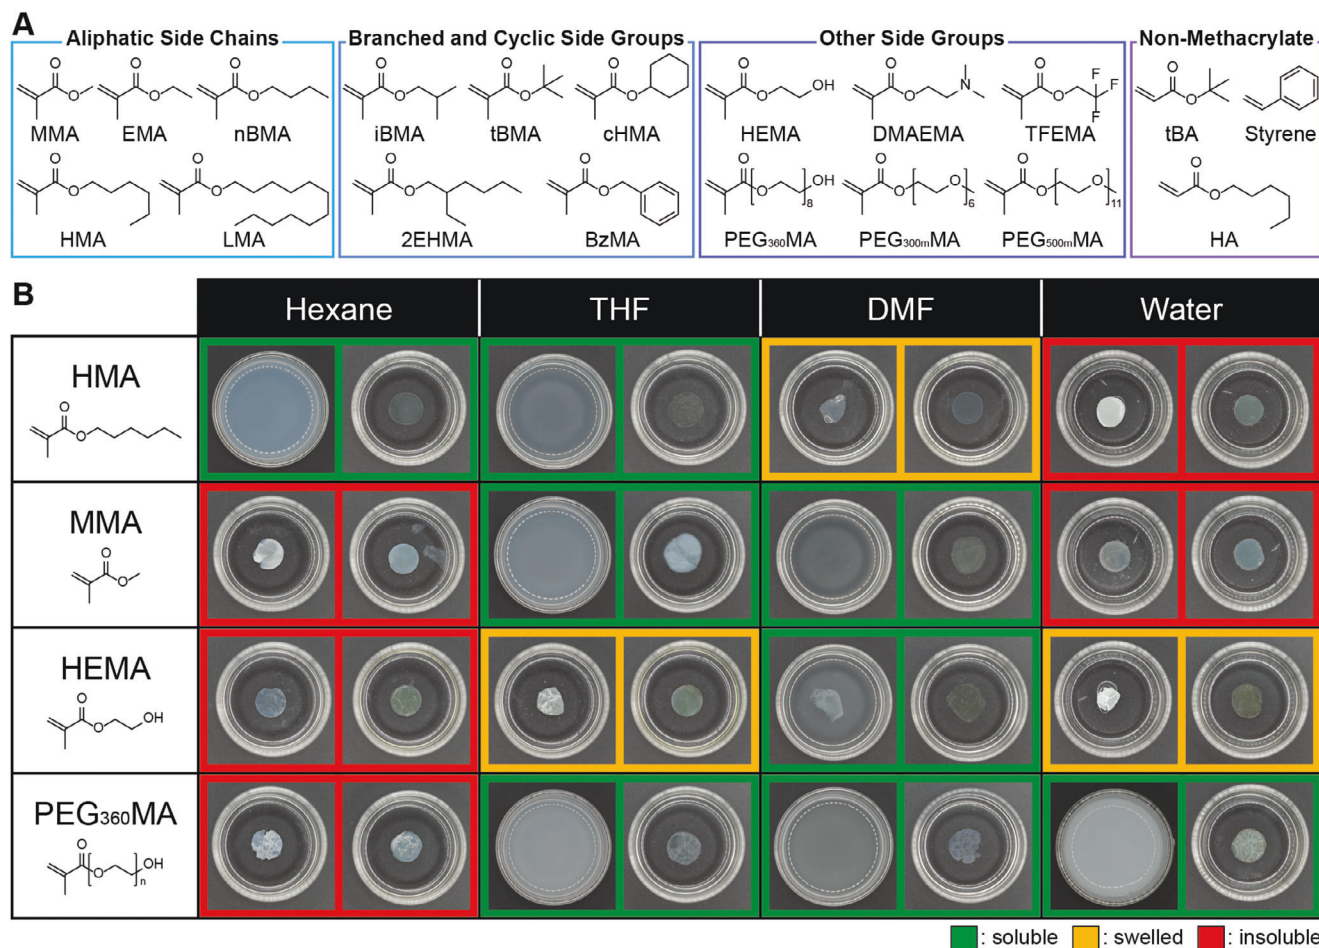 A
Aliphatic Side Chains
Branched and Cyclic Side Groups
Other Side Groups
Non-Methacrylate
O
O
O
O
O
O
MMA
EMA
nBMA
O
O
O
O
O
O
iBMA
tBMA
cHMA
O
O
OH
O
O
N
O
O
F
F
F
HEMA
DMAEMA
TFEMA
O
O
tBA
Styrene
O
O
O
O
HMA
LMA
O
O
O
O
2EHMA
BzMA
O
O
OH
8
O
O
O
6
O
O
O
11
PEG360MA
PEG300mMA
PEG500mMA
O
O
HA
B
Hexane
THF
DMF
Water
HMA
O
O
MMA
O
O
HEMA
O
O
OH
PEG360MA
O
O
OH
n
: soluble
: swelled
: insoluble